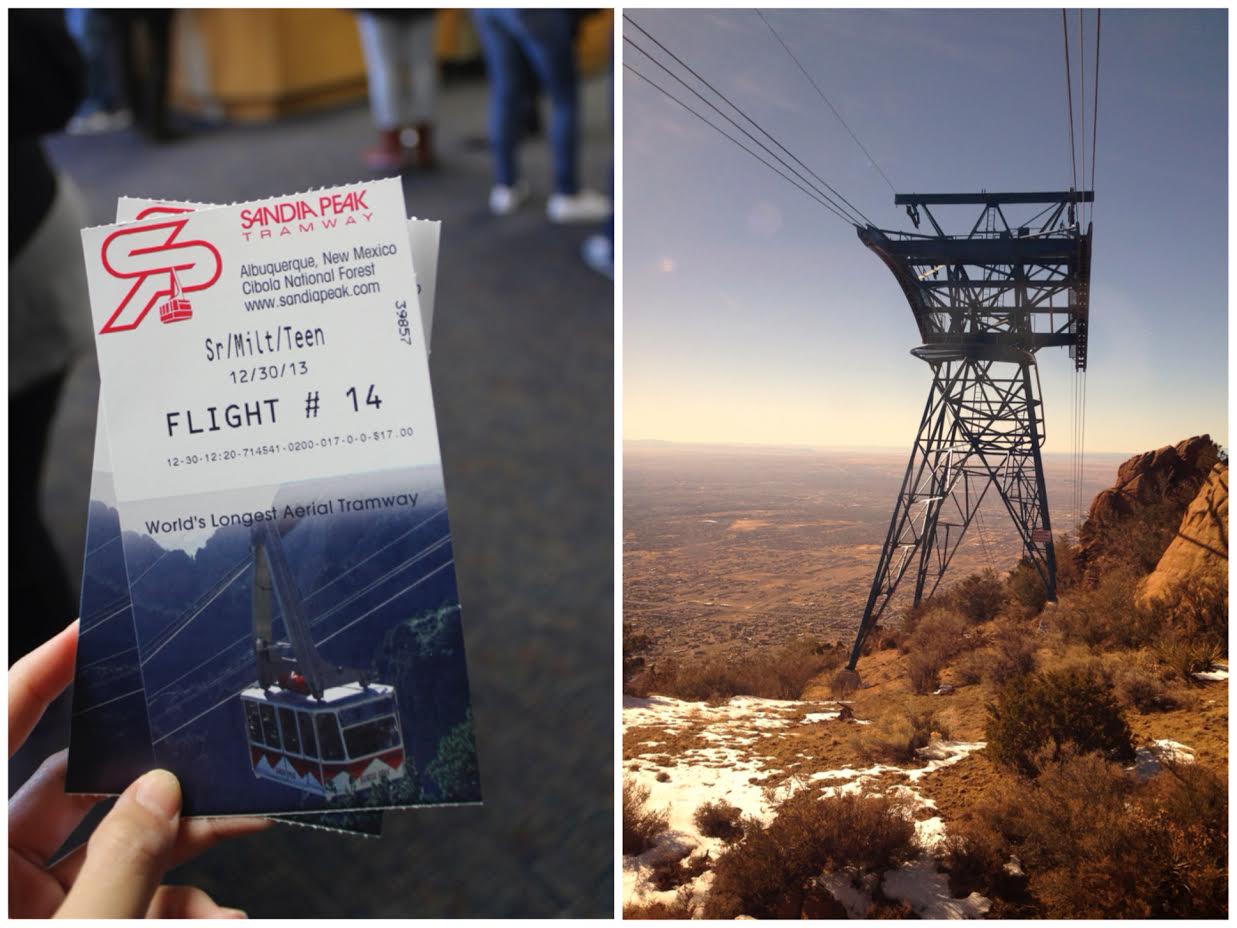 SANDIA PEAK
TRAMWAY
Albuquerque, New Mexico
Cibola National Forest
www.sandiapeak.com
39857
Sr/Milt/Teen
12/30/13
FLIGHT # 14
12-30-12:20-714541-0200-017-0-0-$17.00
World's Longest Aerial Tramway